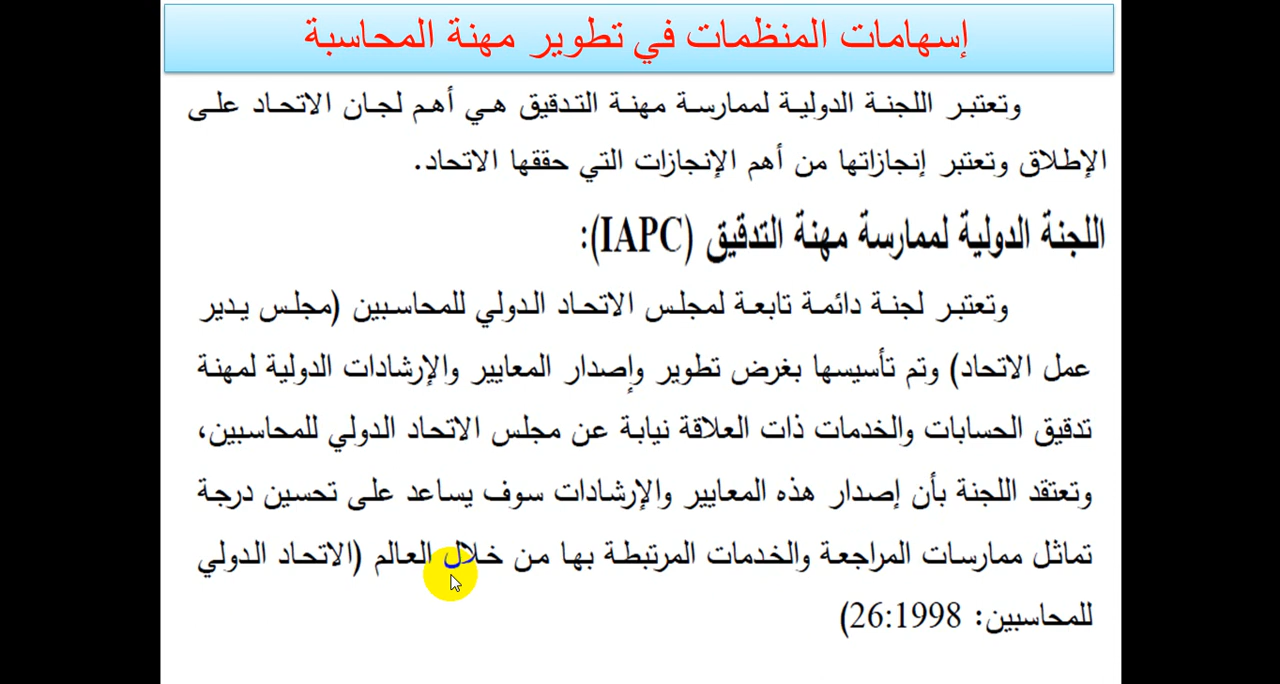 إسهامات المنظمات في تطوير مهنة المحاسبة
وتعتبر اللجنة الدولية لممارسة مهنة التدقيق هي أهم لجان الاتحاد على
الإطلاق وتعتبر إنجازاتها من أهم الإنجازات التي حققها الاتحاد.
اللجنة الدولية لممارسة مهنة التدقيق (IAPC):
وتعتبر لجنة دائمة تابعة لمجلس الاتحاد الدولي للمحاسبين (مجلس يدير
عمل الاتحاد) وتم تأسيسها بغرض تطوير وإصدار المعايير والإرشادات الدولية لمهنة
تدقيق الحسابات والخدمات ذات العلاقة نيابة عن مجلس الاتحاد الدولي للمحاسبين،
وتعتقد اللجنة بأن إصدار هذه المعايير والإرشادات سوف يساعد على تحسين درجة
تماثل ممارسات المراجعة والخدمات المرتبطة بها من خلال العالم (الاتحاد الدولي
للمحاسبين: 26:1998)